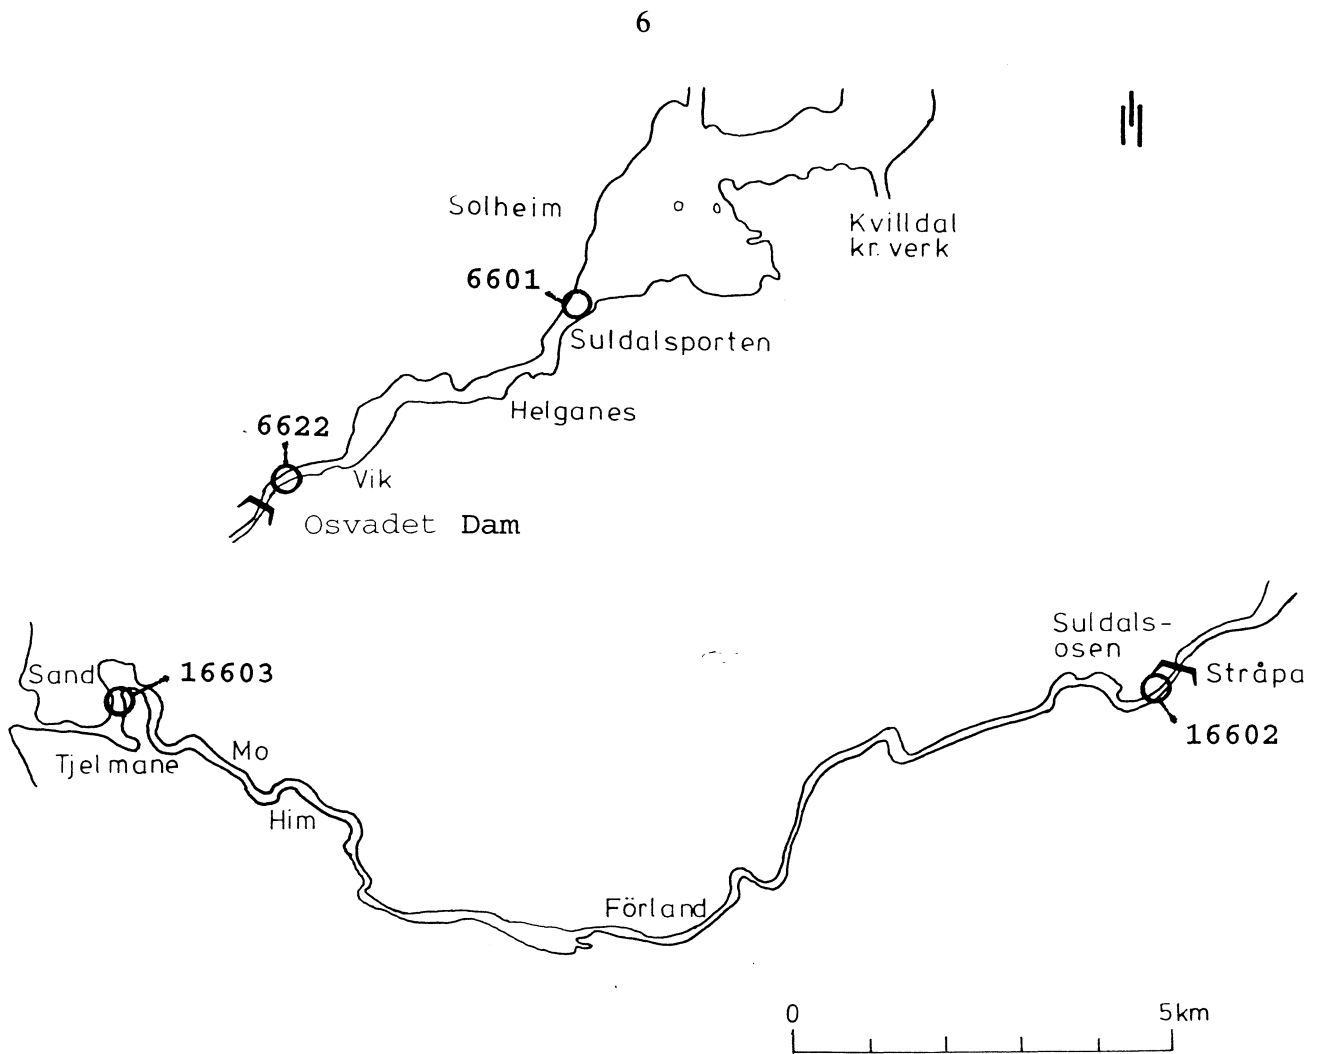 6
Solheim
Kvilldal
kr. verk
6601
Suldalsporten
Helganes
6622
Vik
Osvadet Dam
Suldals-
osen
Sand
16603
Stråpa
16602
Mo
Tjelmane
Him
Förland
0
5km